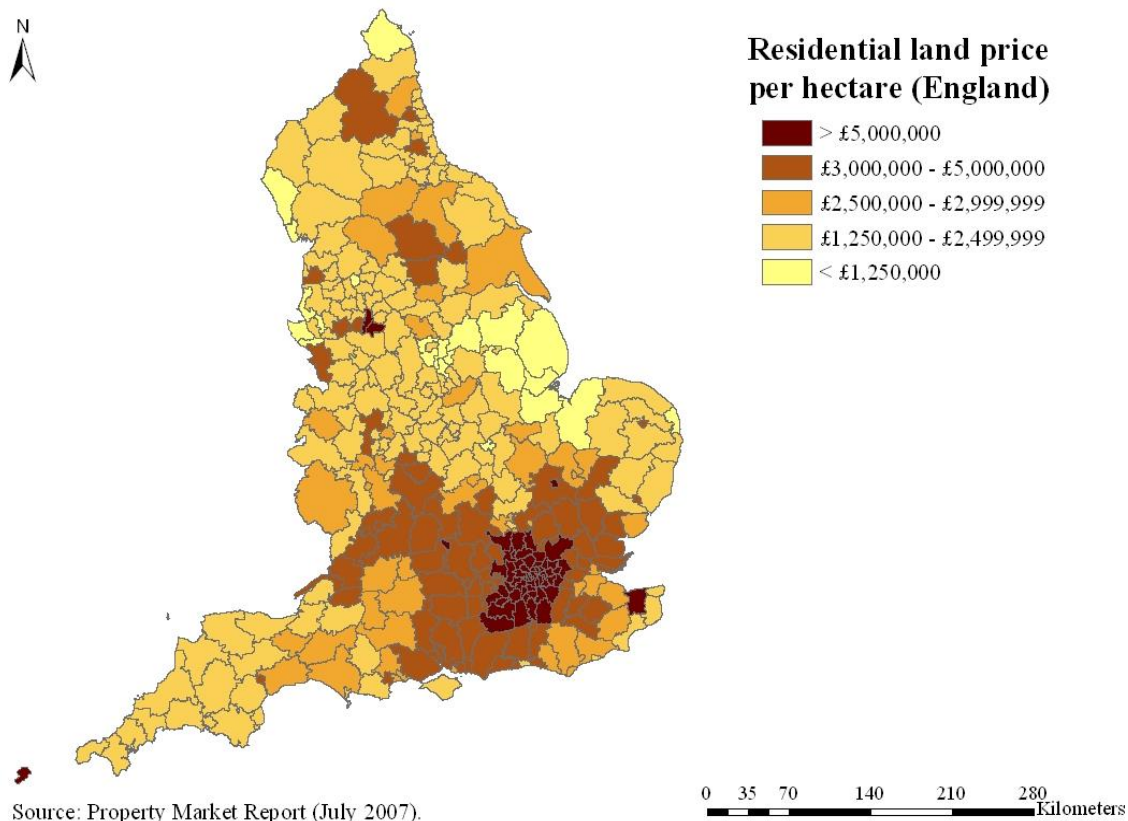 N
Residential land price
per hectare (England)
> £5,000,000
£3,000,000 - £5,000,000
£2,500,000 - £2,999,999
£1,250,000 - £2,499,999
< £1,250,000
Source: Property Market Report (July 2007).
0 35 70 140 210 280
Kilometers